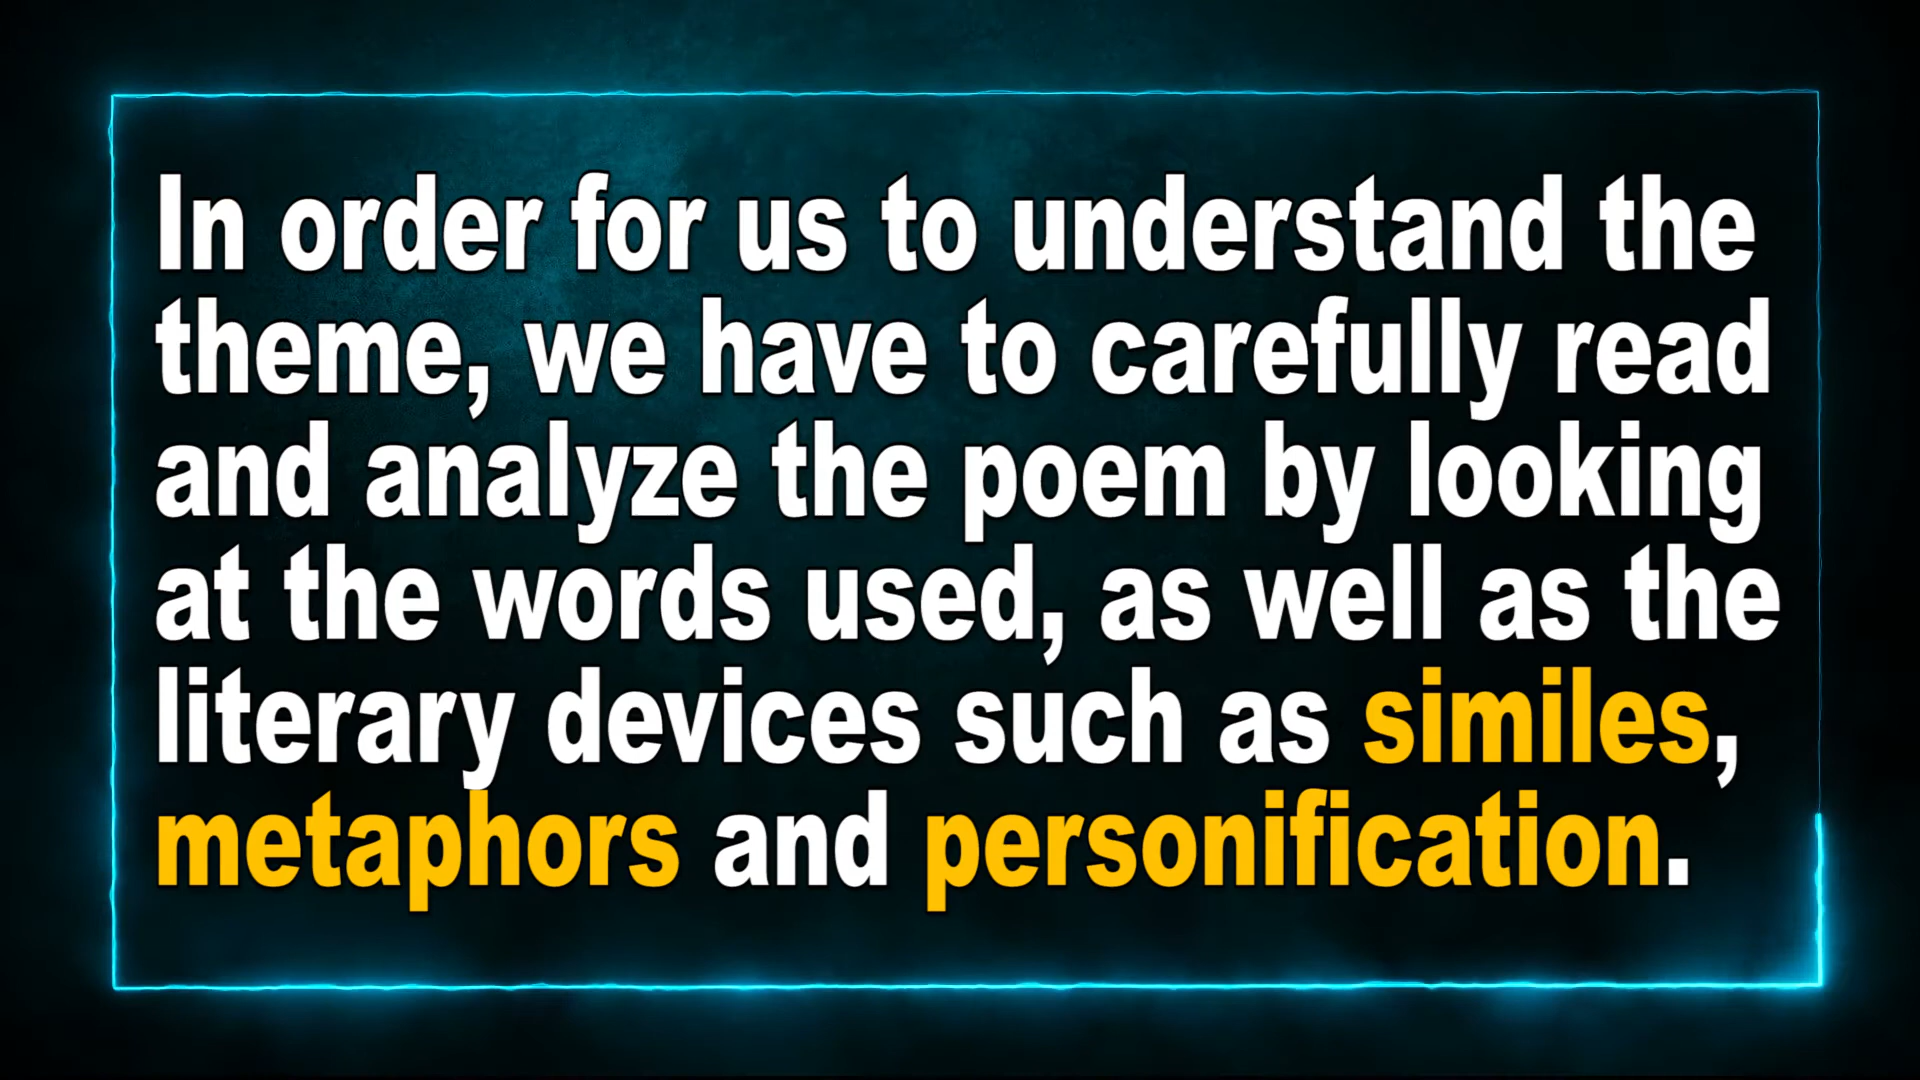 In order for us to understand the
theme, we have to carefully read
and analyze the poem by looking
at the words used, as well as the
literary devices such as similes,
metaphors and personification.